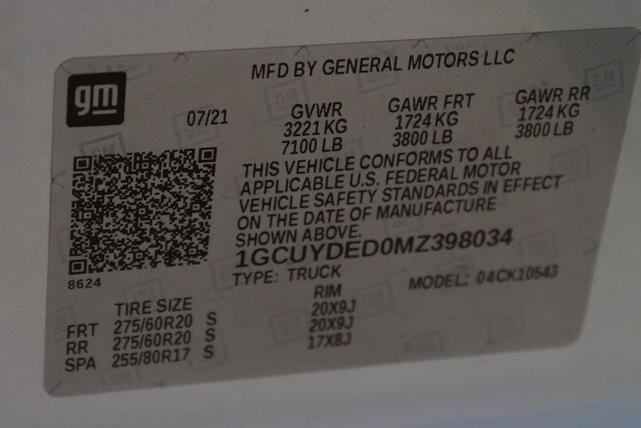 gm
MFD BY GENERAL MOTORS LLC
07/21 GVWR GAWR FRT GAWR RR
3221 KG 1724 KG 1724 KG
7100 LB 3800 LB 3800 LB
THIS VEHICLE CONFORMS TO ALL
APPLICABLE U.S. FEDERAL MOTOR
VEHICLE SAFETY STANDARDS IN EFFECT
ON THE DATE OF MANUFACTURE
SHOWN ABOVE.
1GCUYDED0MZ398034
8624
TYPE: TRUCK MODEL: 04CK10543
TIRE SIZE RIM
FRT 275/60R20 S 20X9J
RR 275/60R20 S 20X9J
SPA 255/80R17 S 17X8J